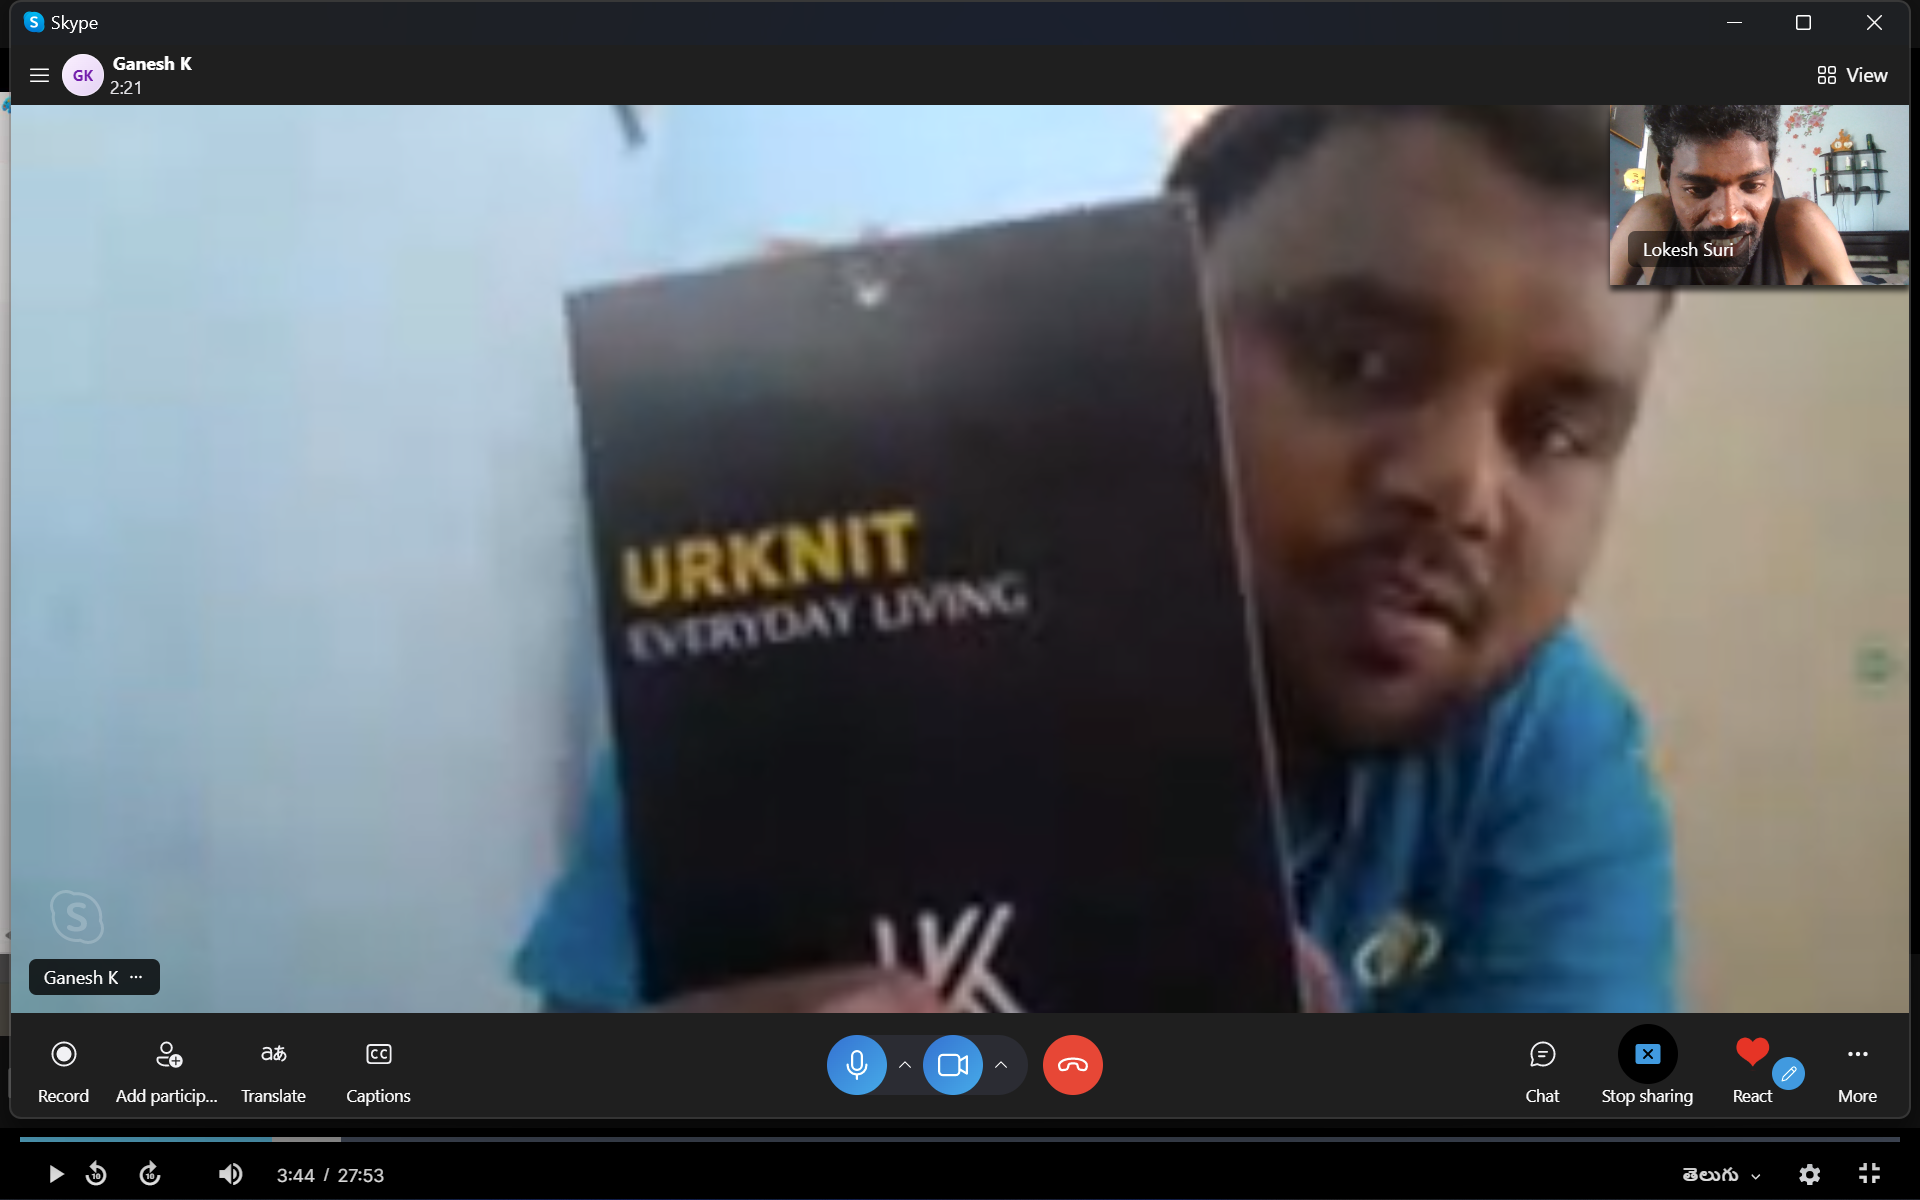 Skype
Ganesh K
2:21
GK
View
Lokesh Suri
URKNIT
EVERYDAY LIVING
Ganesh K
Record
Add particip...
Translate
Captions
Chat
Stop sharing
React
More
3:44 / 27:53
తెలుగు